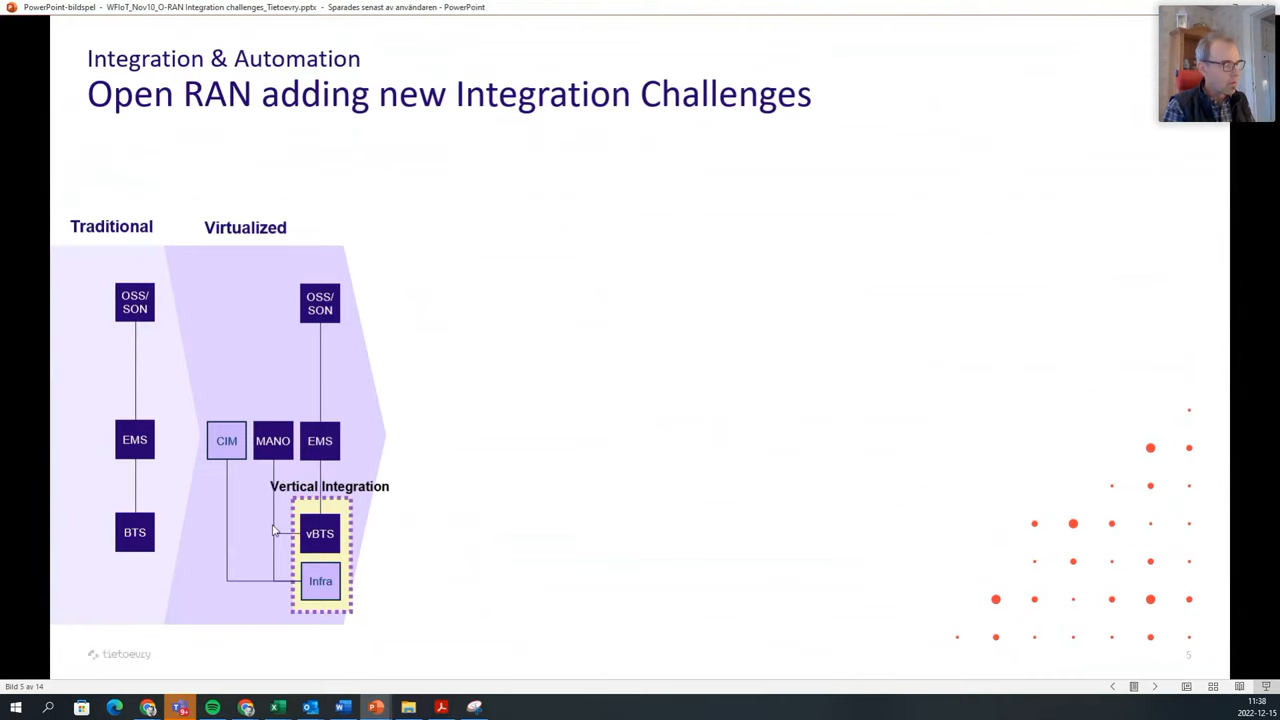 PowerPoint-bildspel - WFIoT_Nov10_O-RAN Integration challenges_Tietoevry.pptx - Sparades senast av användaren - PowerPoint
Integration & Automation
Open RAN adding new Integration Challenges
Traditional
Virtualized
OSS/
SON
OSS/
SON
EMS
CIM
MANO
EMS
Vertical Integration
BTS
vBTS
Infra
tietoevry
5
Bild 5 av 14
11:38
2022-12-15